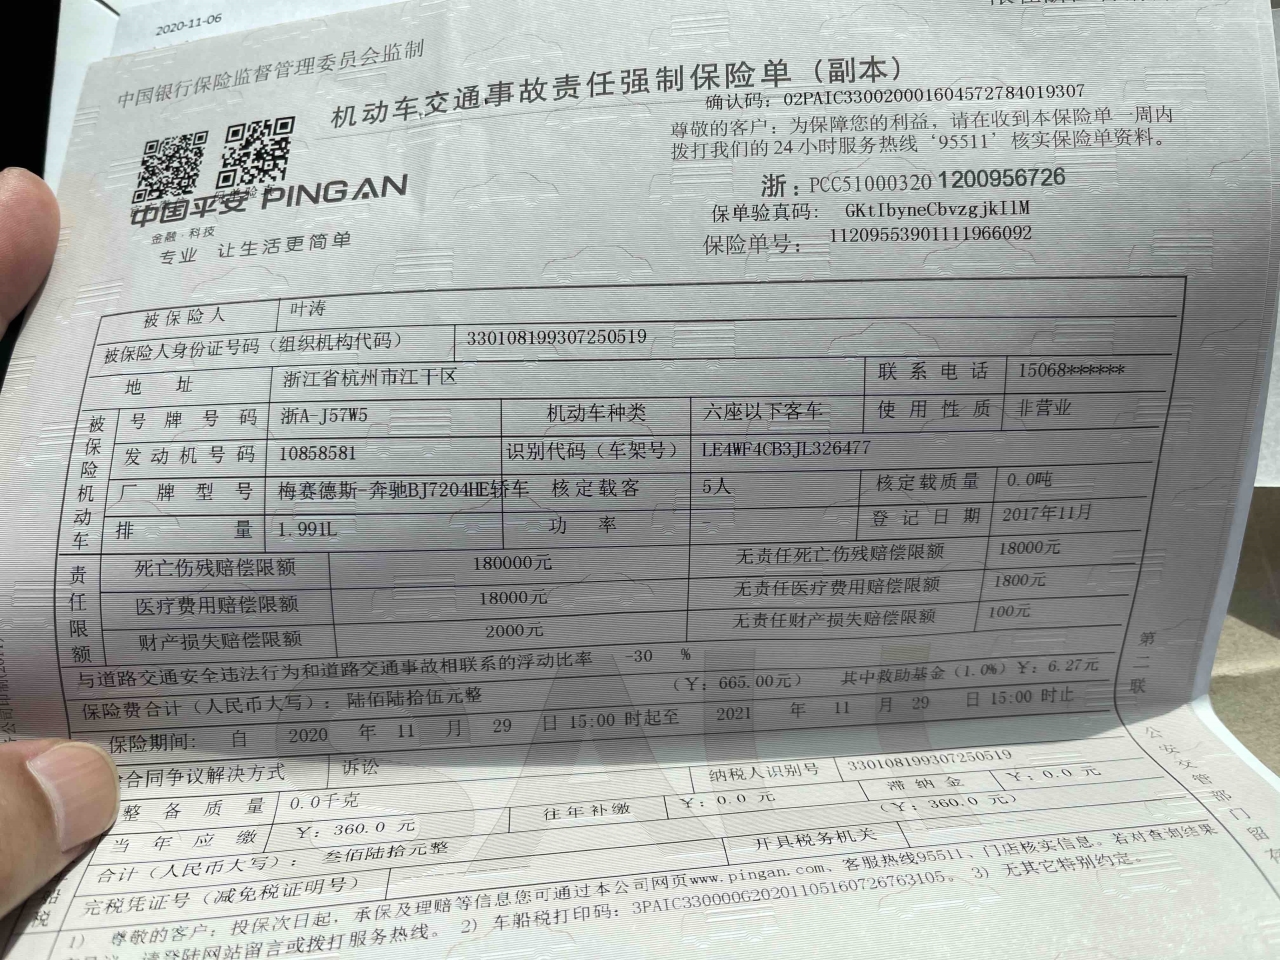 2020-11-06
中国银行保险监督管理委员会监制
机动车交通事故责任强制保险单（副本）
确认码：02PAIC330020001604572784019307
尊敬的客户：为保障您的利益，请在收到本保险单一周内
拨打我们的24小时服务热线‘95511’核实保险单资料。
中国平安 PINGAN
金融·科技
专业 让生活更简单
浙：PCC51000320 1200956726
保单验真码： GKtIbyneCbvzgjkIlM
保险单号： 11209553901111966092
被保险人 叶涛
被保险人身份证号码（组织机构代码） 330108199307250519
地址 浙江省杭州市江干区 联系电话 15068******
被保险机动车
号牌号码 浙A-J57W5 机动车种类 六座以下客车 使用性质 非营业
发动机号码 10858581 识别代码（车架号） LE4WF4CB3JL326477
厂牌型号 梅赛德斯-奔驰BJ7204HE轿车 核定载客 5人 核定载质量 0.0吨
排量 1.991L 功率 - 登记日期 2017年11月
责任限额
死亡伤残赔偿限额 180000元 无责任死亡伤残赔偿限额 18000元
医疗费用赔偿限额 18000元 无责任医疗费用赔偿限额 1800元
财产损失赔偿限额 2000元 无责任财产损失赔偿限额 100元
与道路交通安全违法行为和道路交通事故相联系的浮动比率 -30 %
保险费合计（人民币大写）：陆佰陆拾伍元整 （￥：665.00元） 其中救助基金（1.0%）￥：6.27元
保险期间： 自 2020 年 11 月 29 日 15:00 时起至 2021 年 11 月 29 日 15:00 时止
合同争议解决方式 诉讼
整备质量 0.0千克 纳税人识别号 330108199307250519
当年应缴 ￥：360.0 元 往年补缴 ￥：0.0 元 滞纳金 ￥：0.0 元
合计（人民币大写）： 叁佰陆拾元整 （￥：360.0 元）
完税凭证号（减免税证明号） 开具税务机关
1） 尊敬的客户：投保次日起，承保及理赔等信息您可通过本公司网页www.pingan.com、客服热线95511、门店核实信息。若对查询结果
请登陆网站留言或拨打服务热线。 2） 车船税打印码：3PAIC330000G20201105160726763105。 3） 无其它特别约定。
第二联
公安交管部门留存